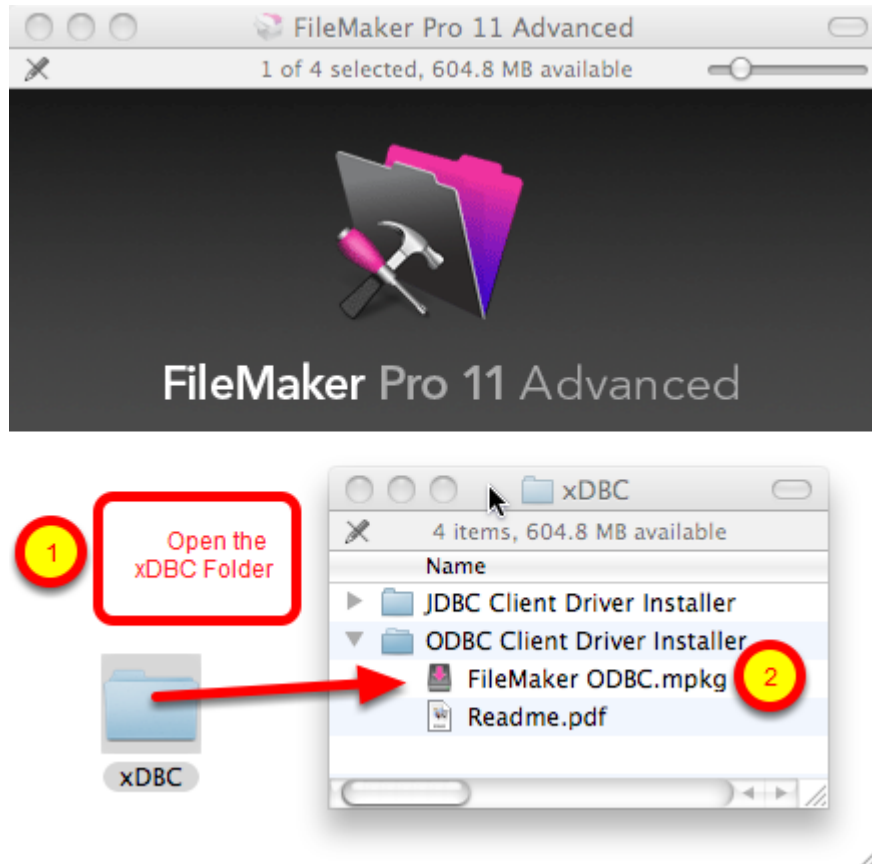 FileMaker Pro 11 Advanced
1 of 4 selected, 604.8 MB available
FileMaker Pro 11 Advanced
1
Open the
xDBC Folder
xDBC
xDBC
4 items, 604.8 MB available
Name
JDBC Client Driver Installer
ODBC Client Driver Installer
FileMaker ODBC.mpkg
2
Readme.pdf